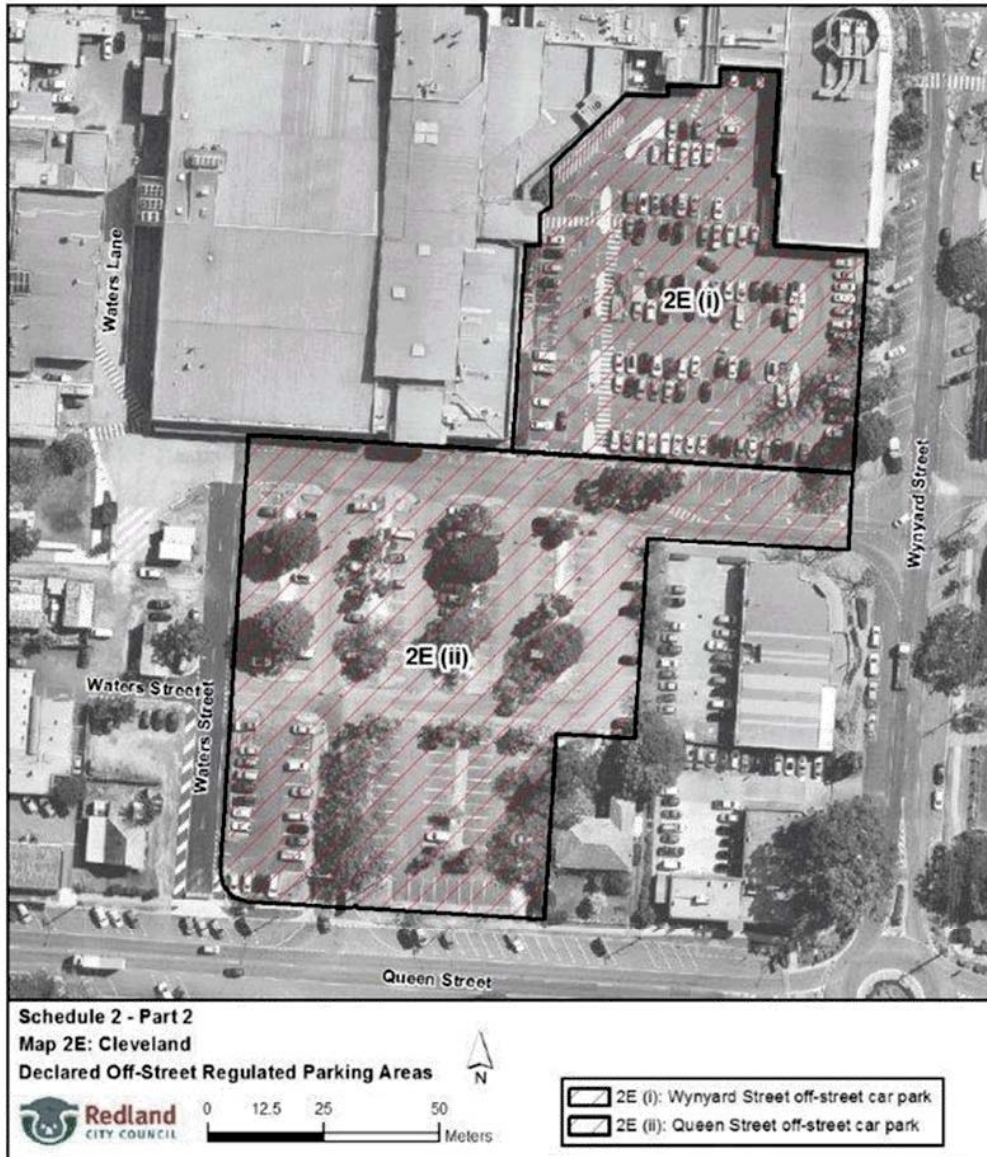 2E (i)
Waters Lane
Wynyard Street
2E (ii)
Waters Street
Waters Street
Queen Street
Schedule 2 - Part 2
Map 2E: Cleveland
Declared Off-Street Regulated Parking Areas
N
Redland
CITY COUNCIL
0 12.5 25 50
Meters
2E (i): Wynyard Street off-street car park
2E (ii): Queen Street off-street car park